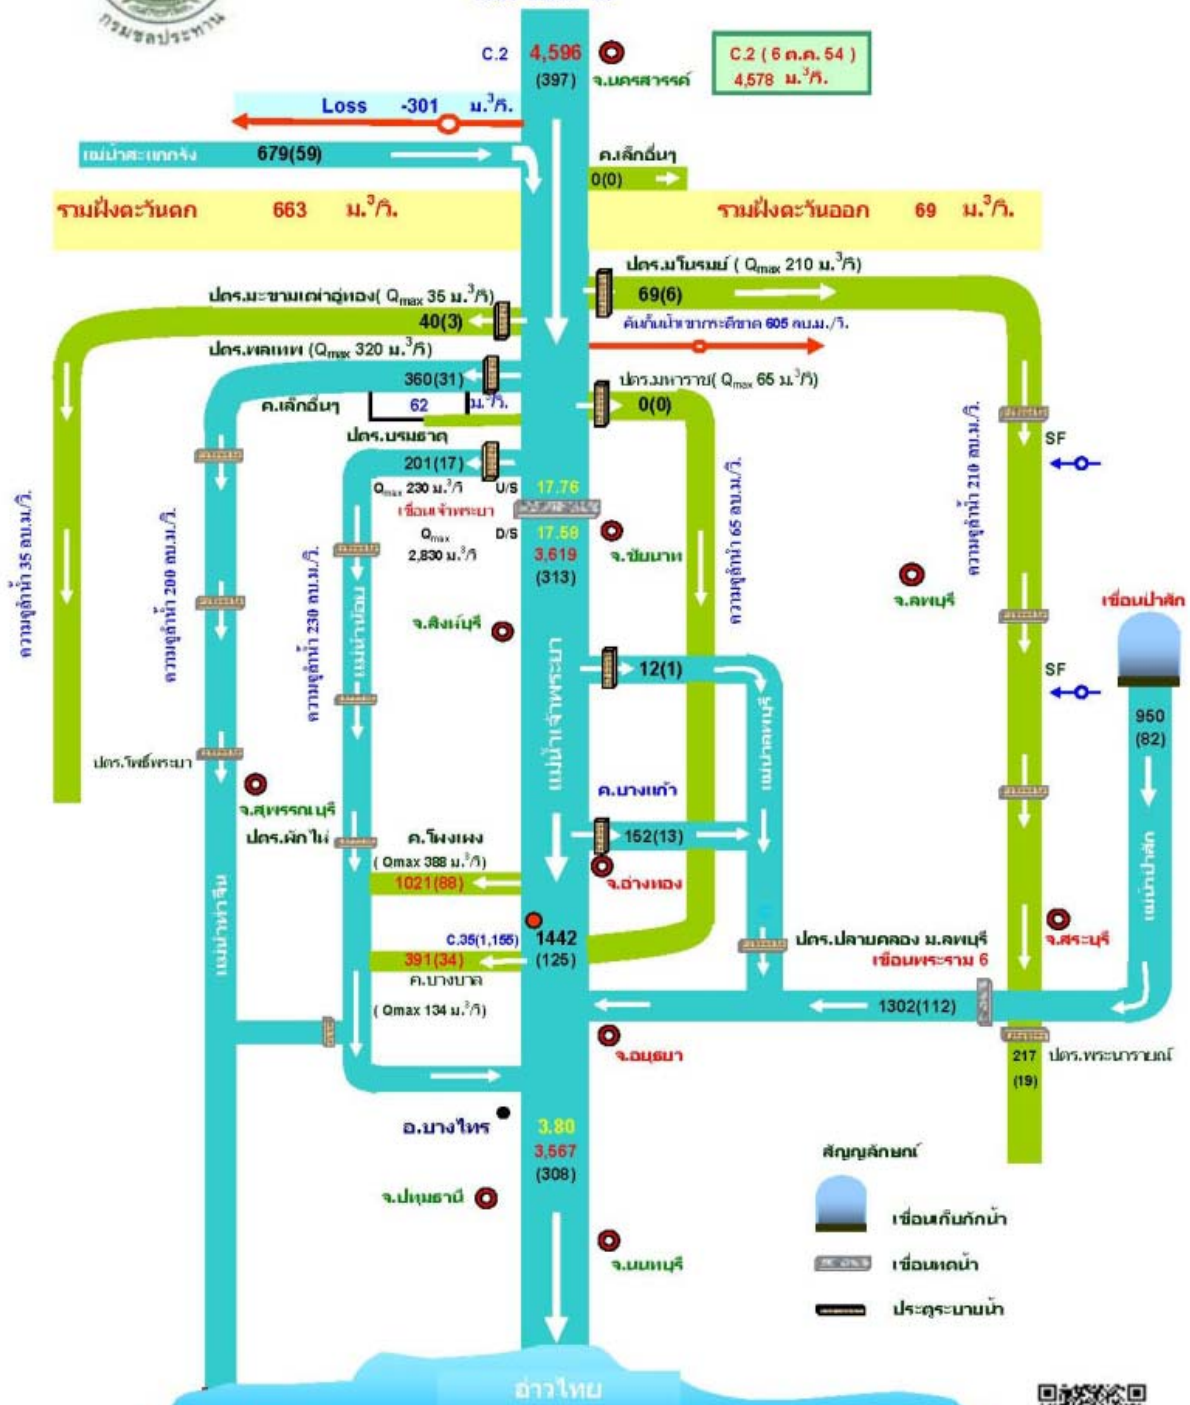 กรมชลประทาน
C.2 4,596
(397) จ.นครสวรรค์
C.2 ( 6 ต.ค. 54 )
4,578 ม.³/วิ.
Loss -301 ม.³/วิ.
แม่น้ำสะแกกรัง 679(59)
ค.เล็กอื่นๆ
0(0)
รวมฝั่งตะวันตก 663 ม.³/วิ.
รวมฝั่งตะวันออก 69 ม.³/วิ.
ปตร.มโนรมย์ ( Qmax 210 ม.³/วิ)
69(6)
ปตร.มะขามเฒ่าอู่ทอง( Qmax 35 ม.³/วิ)
40(3)
คันกั้นน้ำเขากระดีขาด 605 ลบ.ม./วิ.
ปตร.พลเทพ (Qmax 320 ม.³/วิ)
360(31)
ปตร.มหาราช( Qmax 65 ม.³/วิ)
0(0)
ค.เล็กอื่นๆ 62 ม.³/วิ.
ปตร.บรมธาตุ
201(17)
Qmax 230 ม.³/วิ U/S 17.76
เขื่อนเจ้าพระยา
Qmax D/S 17.58
2,830 ม.³/วิ 3,619
(313)
จ.ชัยนาท
SF
ความจุลำน้ำ 35 ลบ.ม./วิ.
ความจุลำน้ำ 200 ลบ.ม./วิ.
ความจุลำน้ำ 230 ลบ.ม./วิ.
แม่น้ำน้อย
ความจุลำน้ำ 65 ลบ.ม./วิ.
ความจุลำน้ำ 210 ลบ.ม./วิ.
จ.ลพบุรี
เขื่อนป่าสัก
จ.สิงห์บุรี
แม่น้ำเจ้าพระยา
12(1)
แม่น้ำลพบุรี
SF
950
(82)
ปตร.โพธิ์พระยา
จ.สุพรรณบุรี
ค.บางแก้ว
ปตร.ผักไห่
ค.โผงเผง
152(13)
( Qmax 388 ม.³/วิ)
1021(88)
จ.อ่างทอง
แม่น้ำท่าจีน
แม่น้ำป่าสัก
C.35(1,155) 1442
(125)
391(34)
ค.บางบาล
( Qmax 134 ม.³/วิ)
ปตร.ปลายคลอง ม.ลพบุรี
เขื่อนพระราม 6
จ.สระบุรี
1302(112)
จ.อยุธยา
217
(19)
ปตร.พระนารายณ์
อ.บางไทร
3.80
3,567
(308)
จ.ปทุมธานี
จ.นนทบุรี
สัญญลักษณ์
เขื่อนเก็บกักน้ำ
เขื่อนทดน้ำ
ประตูระบายน้ำ
อ่าวไทย